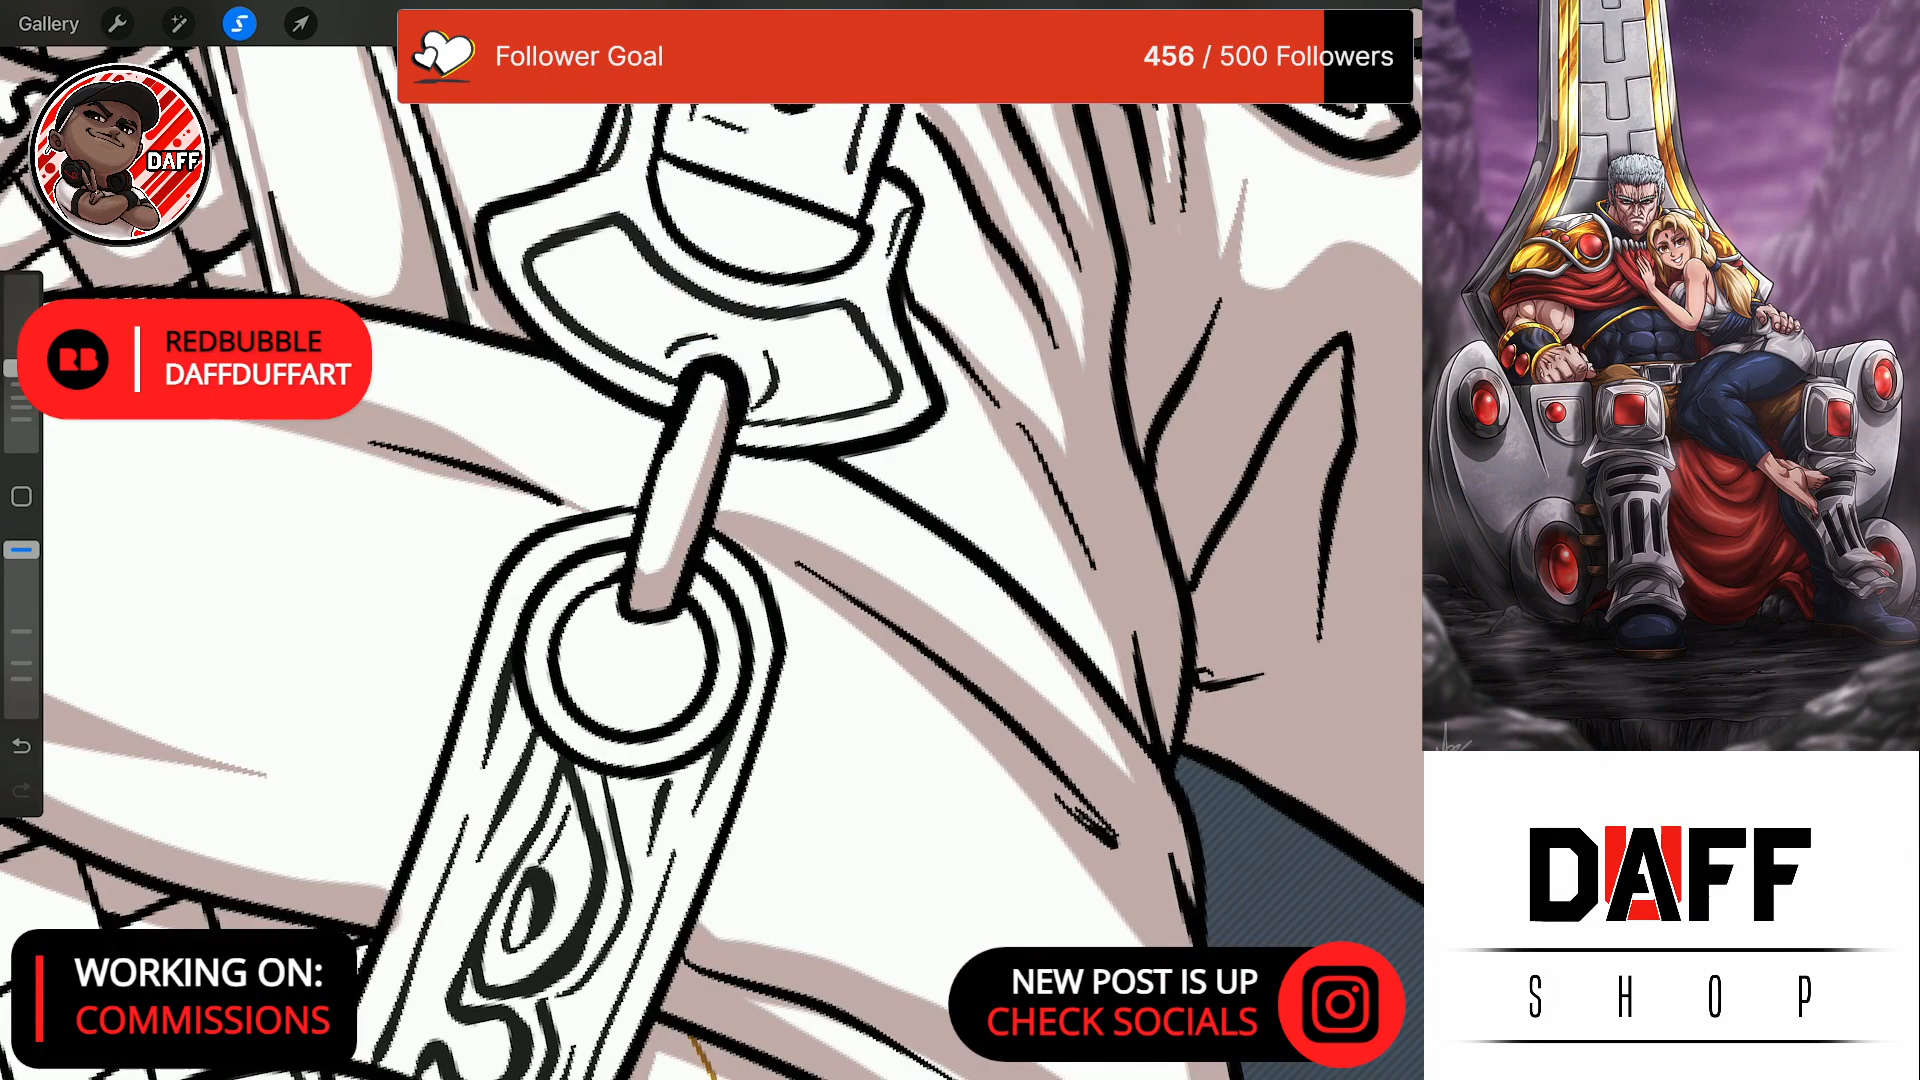 Gallery
Follower Goal
456 / 500 Followers
DAFF
REDBUBBLE
DAFFDUFFART
WORKING ON:
COMMISSIONS
NEW POST IS UP
CHECK SOCIALS
DAFF
SHOP